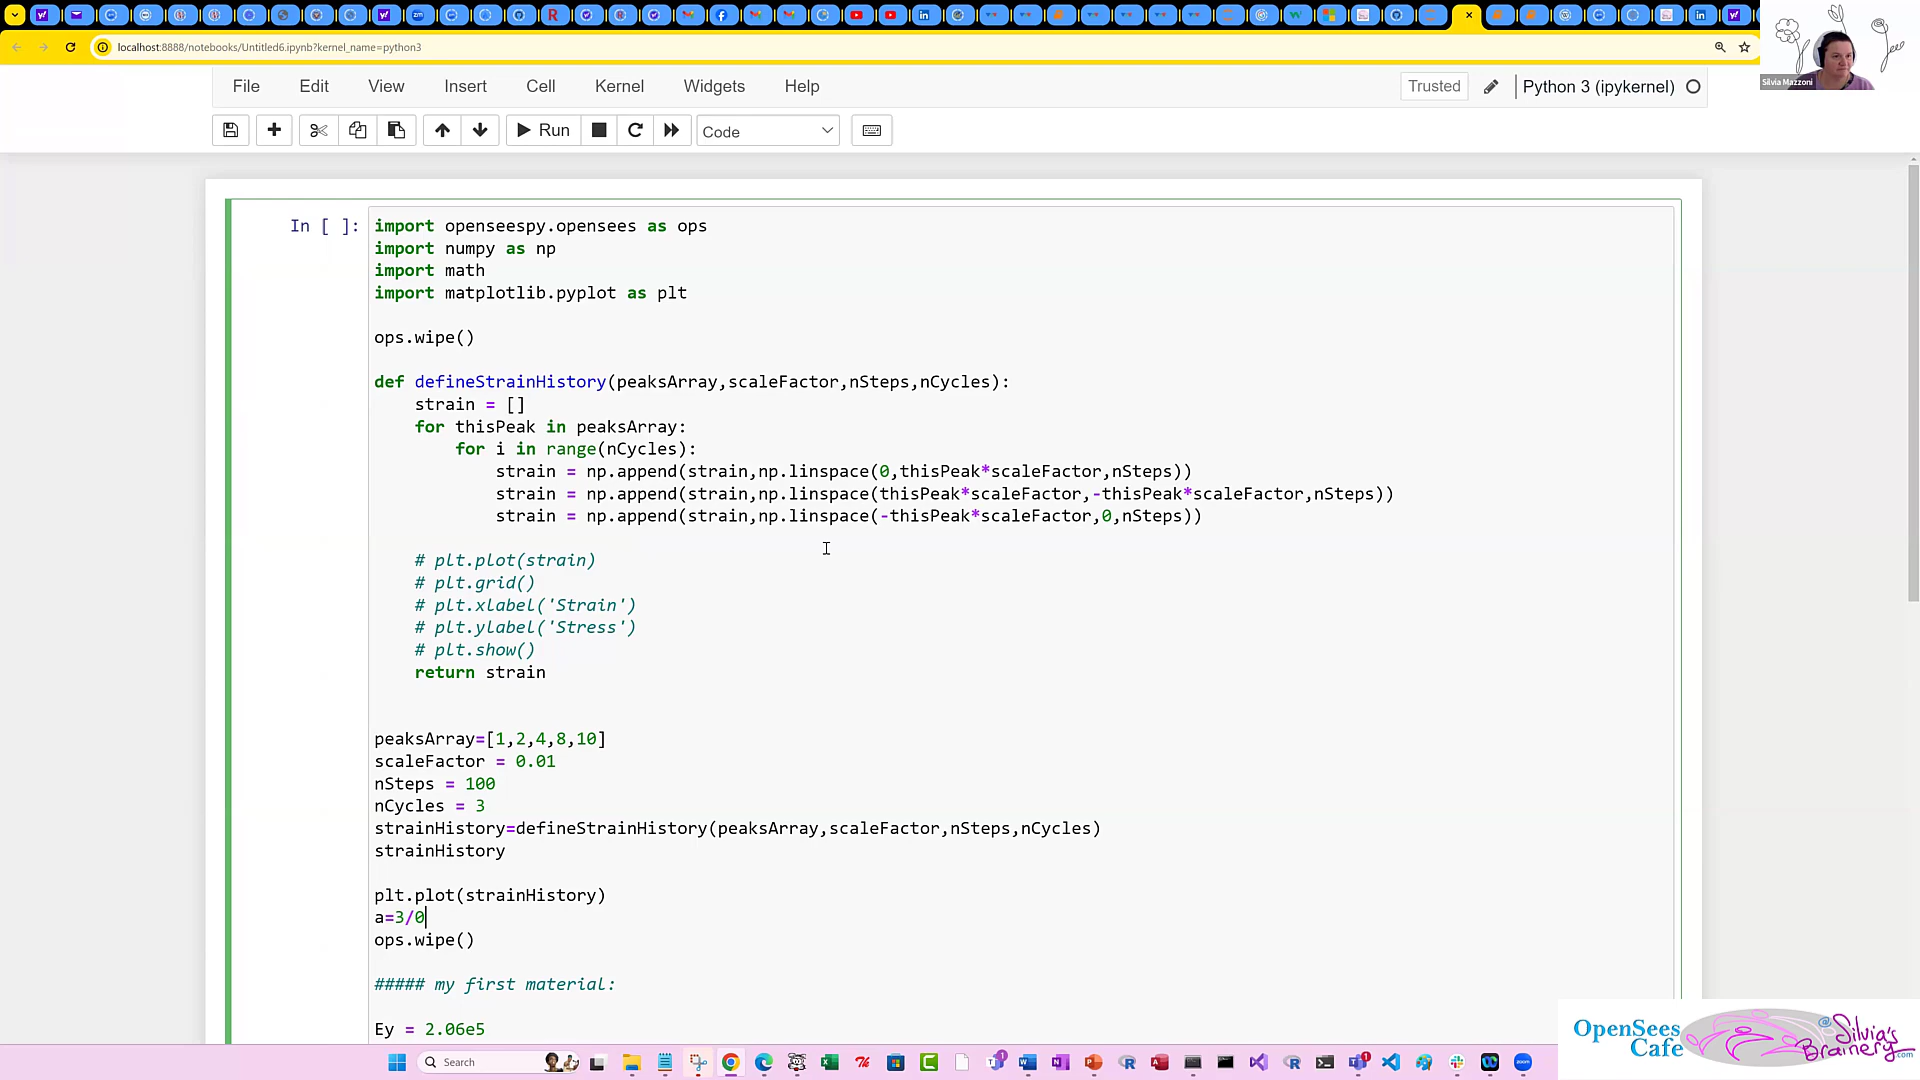 localhost:8888/notebooks/Untitled6.ipynb?kernel_name=python3
Silvia Mazzoni
File Edit View Insert Cell Kernel Widgets Help
Trusted
Python 3 (ipykernel)
Run
Code
In [ ]:
import openseespy.opensees as ops
import numpy as np
import math
import matplotlib.pyplot as plt
ops.wipe()
def defineStrainHistory(peaksArray,scaleFactor,nSteps,nCycles):
strain = []
for thisPeak in peaksArray:
for i in range(nCycles):
strain = np.append(strain,np.linspace(0,thisPeak*scaleFactor,nSteps))
strain = np.append(strain,np.linspace(thisPeak*scaleFactor,-thisPeak*scaleFactor,nSteps))
strain = np.append(strain,np.linspace(-thisPeak*scaleFactor,0,nSteps))
# plt.plot(strain)
# plt.grid()
# plt.xlabel('Strain')
# plt.ylabel('Stress')
# plt.show()
return strain
peaksArray=[1,2,4,8,10]
scaleFactor = 0.01
nSteps = 100
nCycles = 3
strainHistory=defineStrainHistory(peaksArray,scaleFactor,nSteps,nCycles)
strainHistory
plt.plot(strainHistory)
a=3/0
ops.wipe()
##### my first material:
Ey = 2.06e5
OpenSees
Cafe
Silvia's
Brainery.com
Search